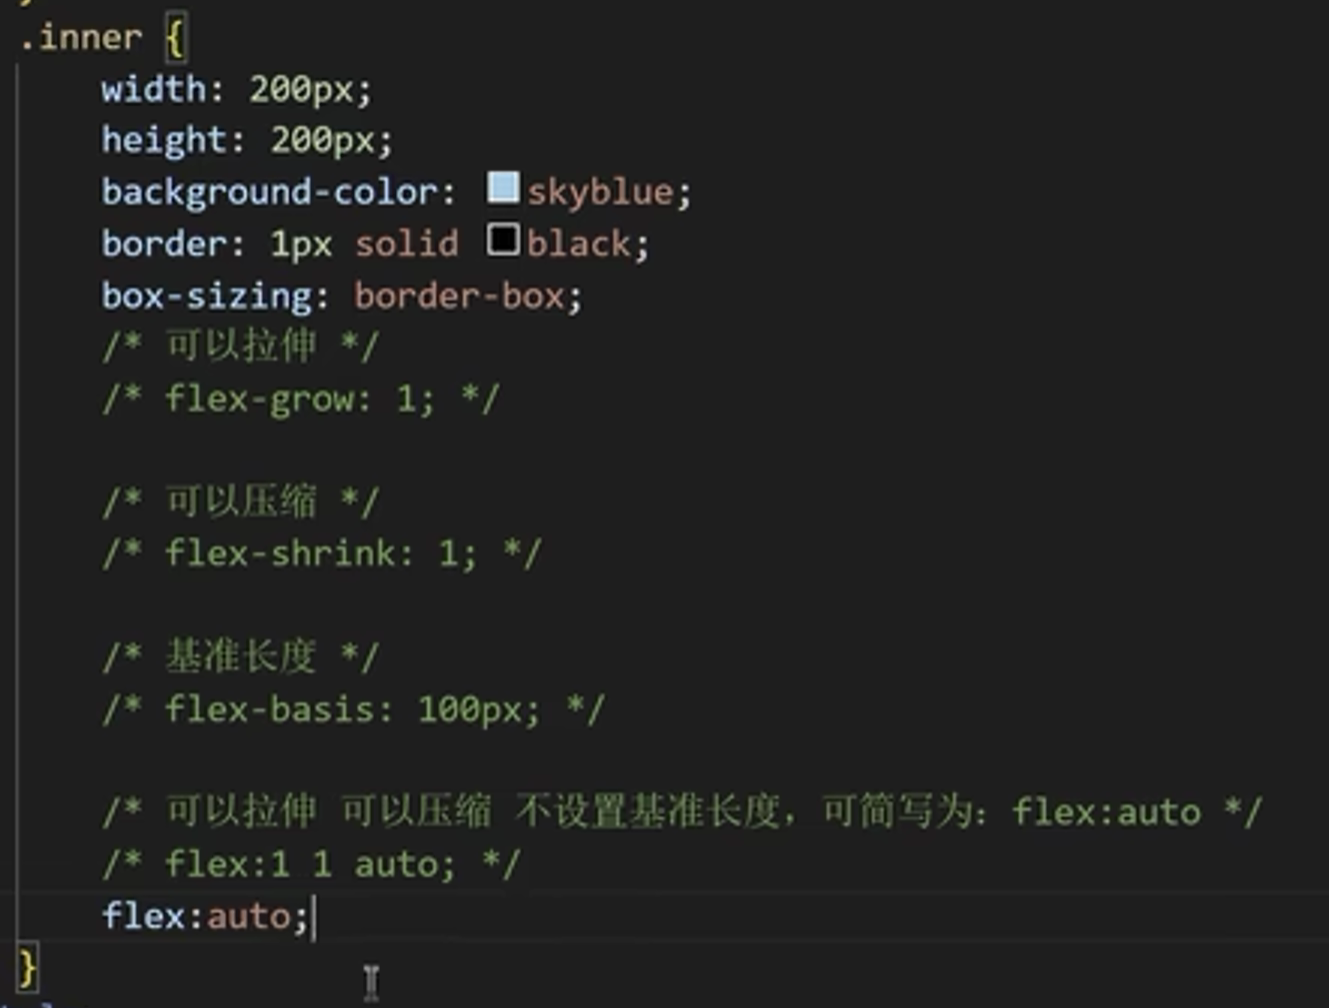 .inner {
width: 200px;
height: 200px;
background-color: skyblue;
border: 1px solid black;
box-sizing: border-box;
/* 可以拉伸 */
/* flex-grow: 1; */
/* 可以压缩 */
/* flex-shrink: 1; */
/* 基准长度 */
/* flex-basis: 100px; */
/* 可以拉伸 可以压缩 不设置基准长度，可简写为：flex:auto */
/* flex:1 1 auto; */
flex:auto;
}